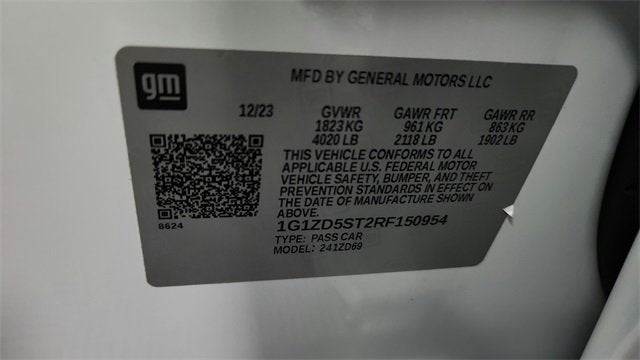 gm
MFD BY GENERAL MOTORS LLC
12/23 GVWR GAWR FRT GAWR RR
1823 KG 961 KG 863 KG
4020 LB 2118 LB 1902 LB
THIS VEHICLE CONFORMS TO ALL
APPLICABLE U.S. FEDERAL MOTOR
VEHICLE SAFETY, BUMPER, AND THEFT
PREVENTION STANDARDS IN EFFECT ON
THE DATE OF MANUFACTURE SHOWN
ABOVE.
8624
1G1ZD5ST2RF150954
TYPE: PASS CAR
MODEL: 241ZD69